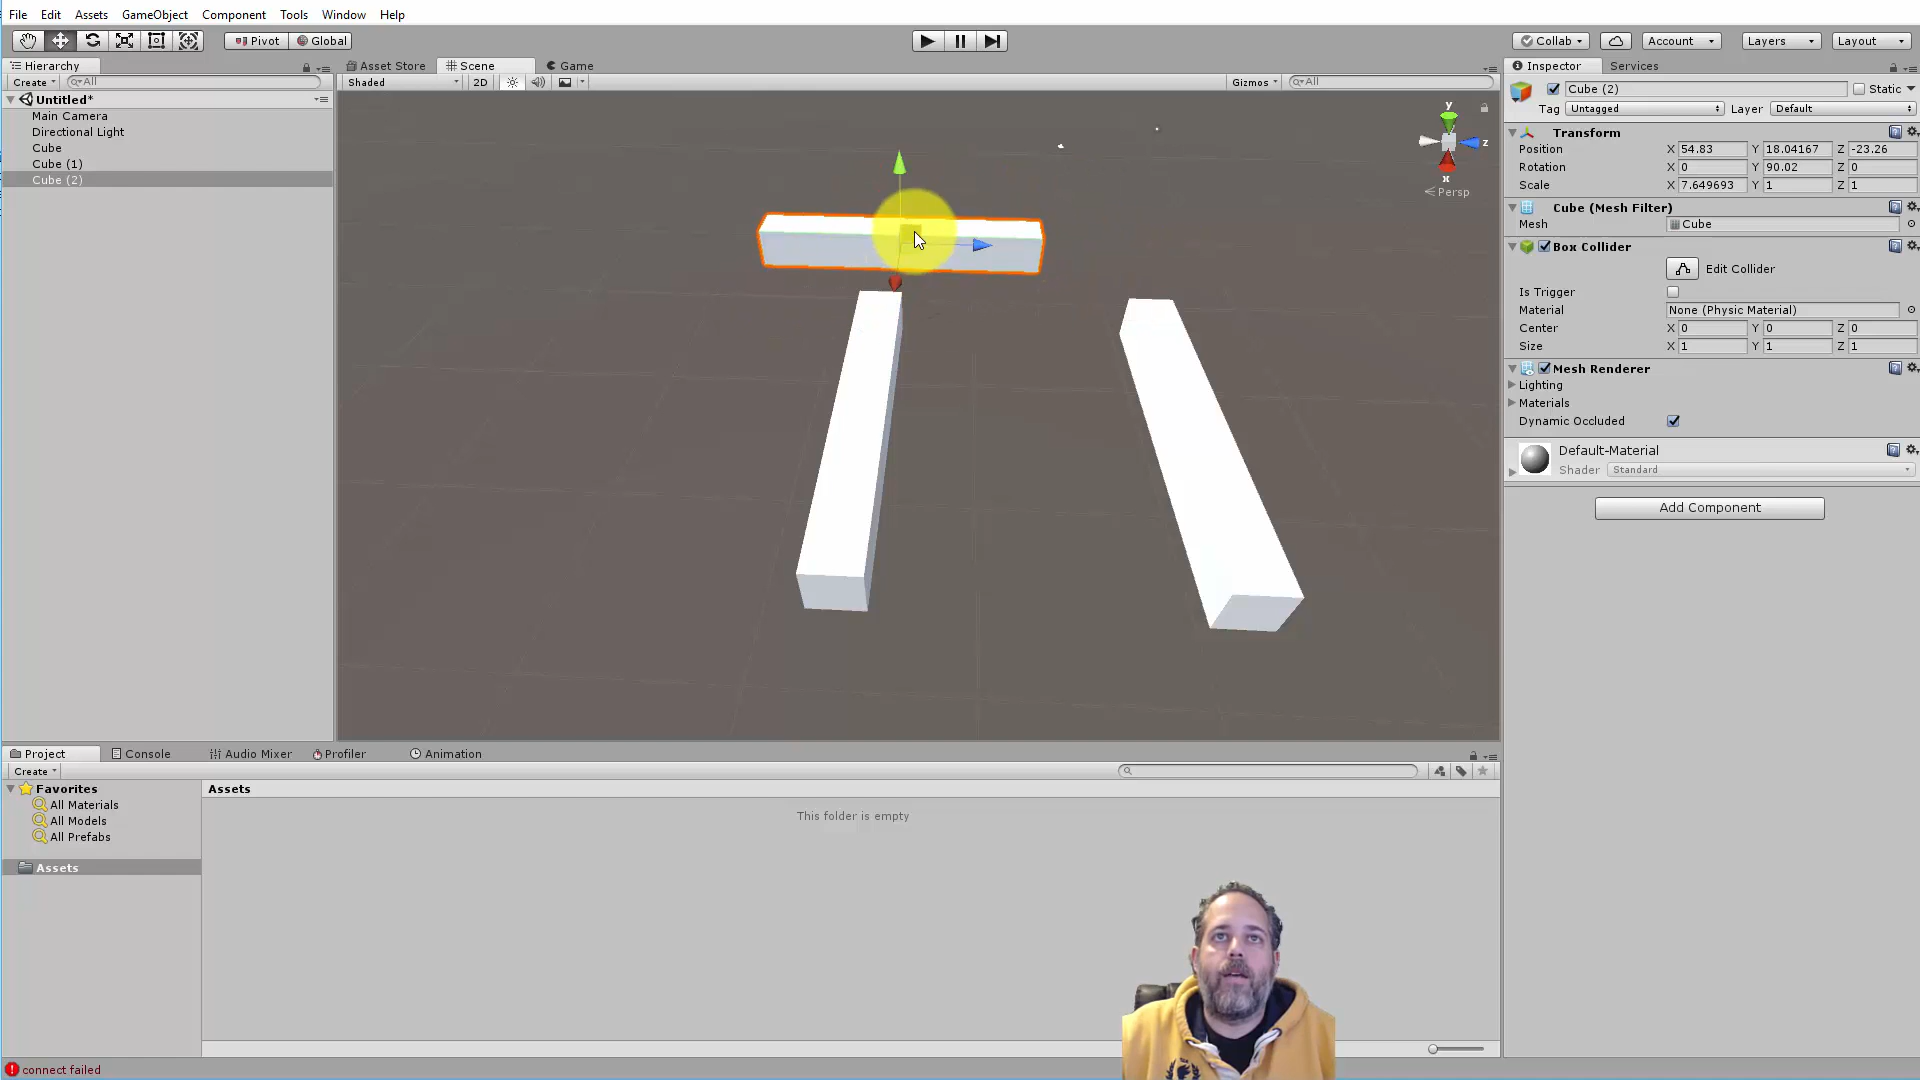 File Edit Assets GameObject Component Tools Window Help
Pivot Global Collab Account Layers Layout
Hierarchy Asset Store Scene Game Inspector Services
Create All Shaded 2D Gizmos All
Untitled*
Main Camera
Directional Light
Cube
Cube (1)
Cube (2)
y
z
x
Persp
Cube (2) Static
Tag Untagged Layer Default
Transform
Position X 54.83 Y 18.04167 Z -23.26
Rotation X 0 Y 90.02 Z 0
Scale X 7.649693 Y 1 Z 1
Cube (Mesh Filter)
Mesh Cube
Box Collider
Edit Collider
Is Trigger
Material None (Physic Material)
Center X 0 Y 0 Z 0
Size X 1 Y 1 Z 1
Mesh Renderer
Lighting
Materials
Dynamic Occluded
Default-Material
Shader Standard
Add Component
Project Console Audio Mixer Profiler Animation
Create
Favorites
All Materials
All Models
All Prefabs
Assets
Assets
This folder is empty
connect failed